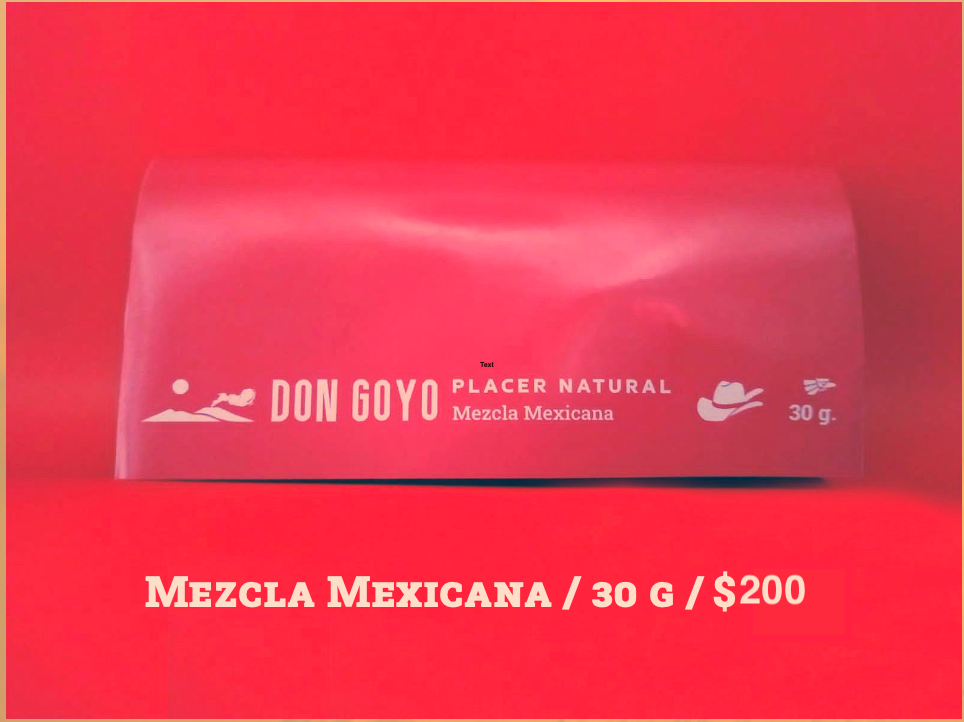 Text
DON GOYO PLACER NATURAL
Mezcla Mexicana
30 g.
MEZCLA MEXICANA / 30 G / $200